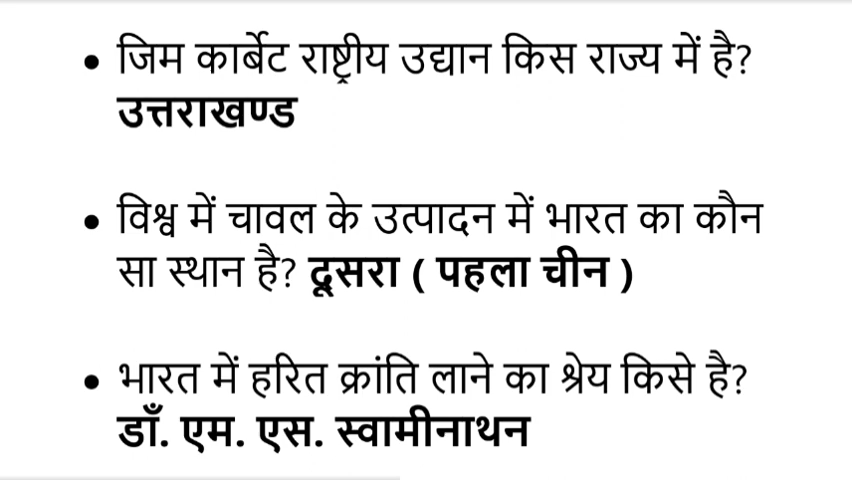 • जिम कार्बेट राष्ट्रीय उद्यान किस राज्य में है?
उत्तराखण्ड
• विश्व में चावल के उत्पादन में भारत का कौन
सा स्थान है? दूसरा ( पहला चीन )
• भारत में हरित क्रांति लाने का श्रेय किसे है?
डाॅं. एम. एस. स्वामीनाथन